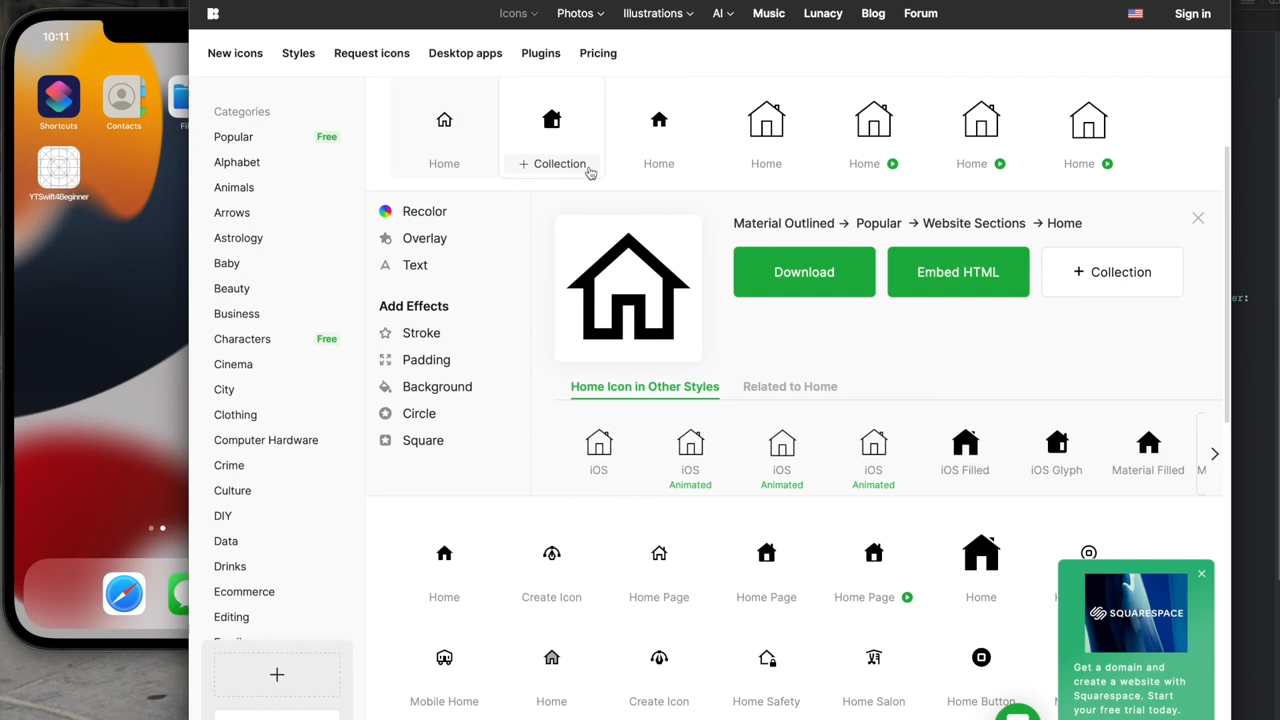 10:11
Shortcuts
Contacts
YTSwift4Beginner
Icons Photos Illustrations AI Music Lunacy Blog Forum Sign in
New icons Styles Request icons Desktop apps Plugins Pricing
Categories
Popular Free
Alphabet
Animals
Arrows
Astrology
Baby
Beauty
Business
Characters Free
Cinema
City
Clothing
Computer Hardware
Crime
Culture
DIY
Data
Drinks
Ecommerce
Editing
Home + Collection Home Home Home Home Home
Recolor
Overlay
Text
Add Effects
Stroke
Padding
Background
Circle
Square
Material Outlined → Popular → Website Sections → Home
Download Embed HTML + Collection
Home Icon in Other Styles Related to Home
iOS iOS iOS iOS iOS Filled iOS Glyph Material Filled M
Animated Animated Animated
Home Create Icon Home Page Home Page Home Page Home
Mobile Home Home Create Icon Home Safety Home Salon Home Button
SQUARESPACE
Get a domain and
create a website with
Squarespace. Start
your free trial today.
er: